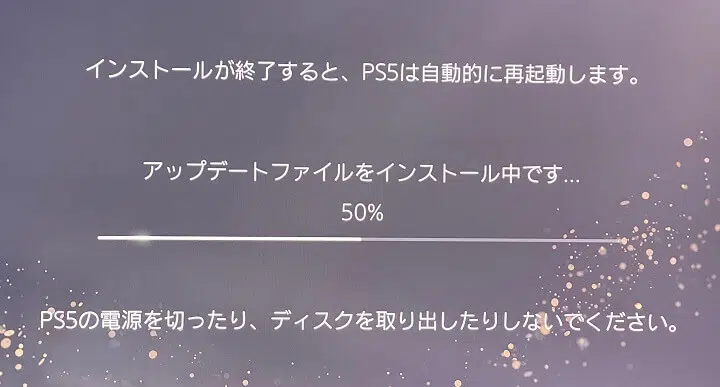 インストールが終了すると、PS5は自動的に再起動します。
アップデートファイルをインストール中です...
50%
PS5の電源を切ったり、ディスクを取り出したりしないでください。